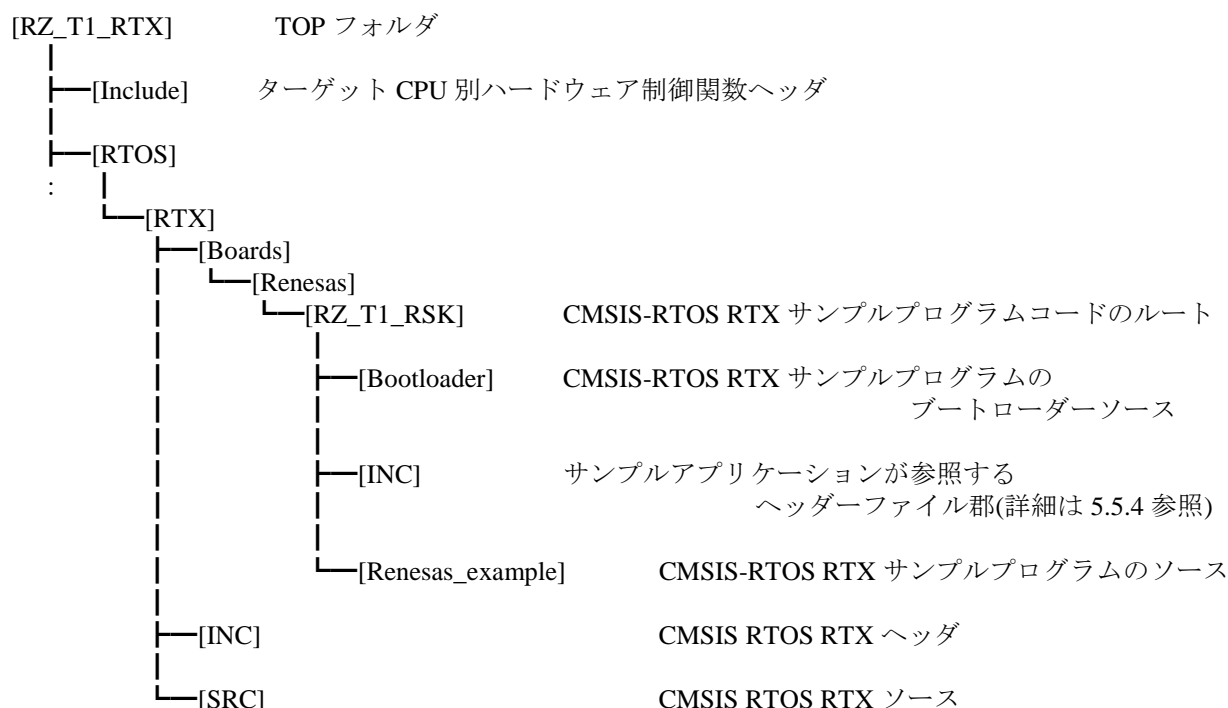 [RZ_T1_RTX] TOP フォルダ
[Include] ターゲット CPU 別ハードウェア制御関数ヘッダ
[RTOS]
:
[RTX]
[Boards]
[Renesas]
[RZ_T1_RSK] CMSIS-RTOS RTX サンプルプログラムコードのルート
[Bootloader] CMSIS-RTOS RTX サンプルプログラムの
ブートローダーソース
[INC] サンプルアプリケーションが参照する
ヘッダーファイル郡(詳細は 5.5.4 参照)
[Renesas_example] CMSIS-RTOS RTX サンプルプログラムのソース
[INC] CMSIS RTOS RTX ヘッダ
[SRC] CMSIS RTOS RTX ソース